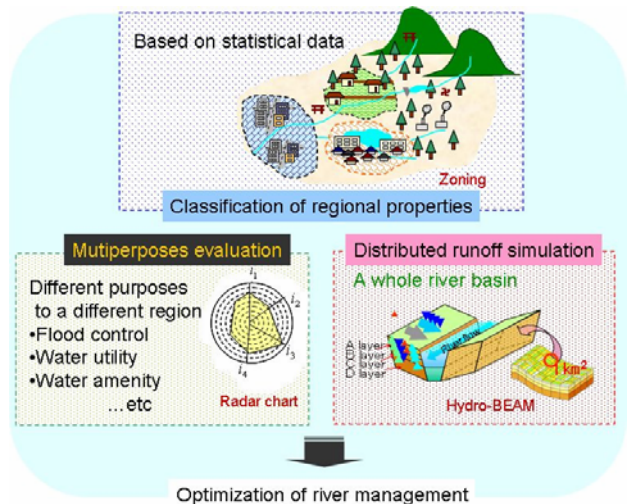 Based on statistical data
Zoning
Classification of regional properties
Mutiperposes evaluation
Different purposes
to a different region
•Flood control
•Water utility
•Water amenity
...etc
i1
i2
i3
i4
Radar chart
Distributed runoff simulation
A whole river basin
A layer
B layer
C layer
D layer
River flow
1km²
Hydro-BEAM
Optimization of river management